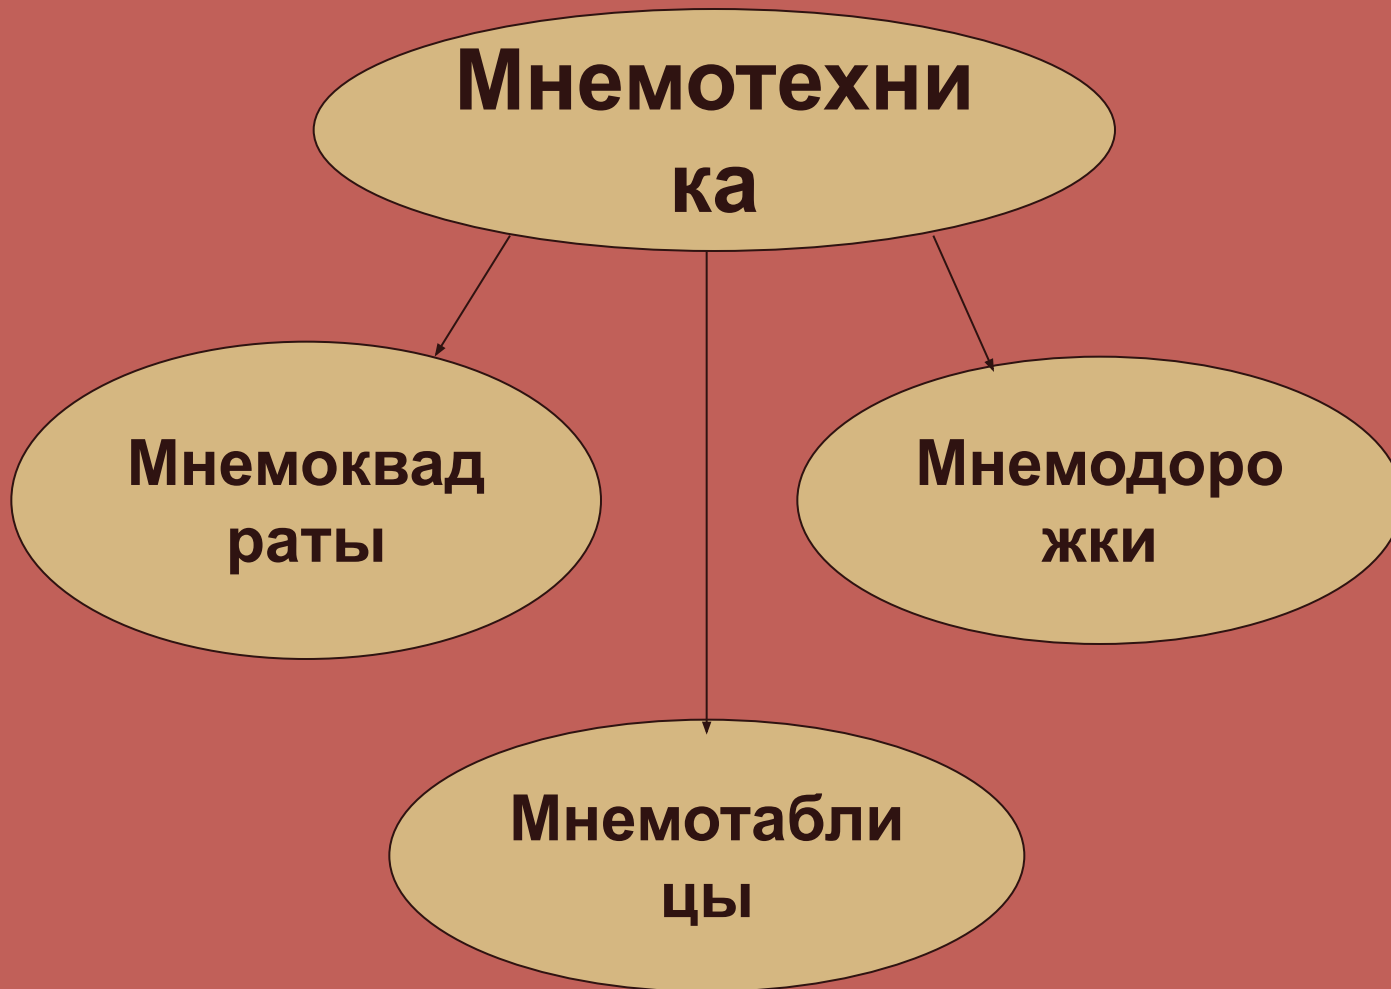 Мнемотехни
ка
Мнемоквад
раты
Мнемодоро
жки
Мнемотабли
цы